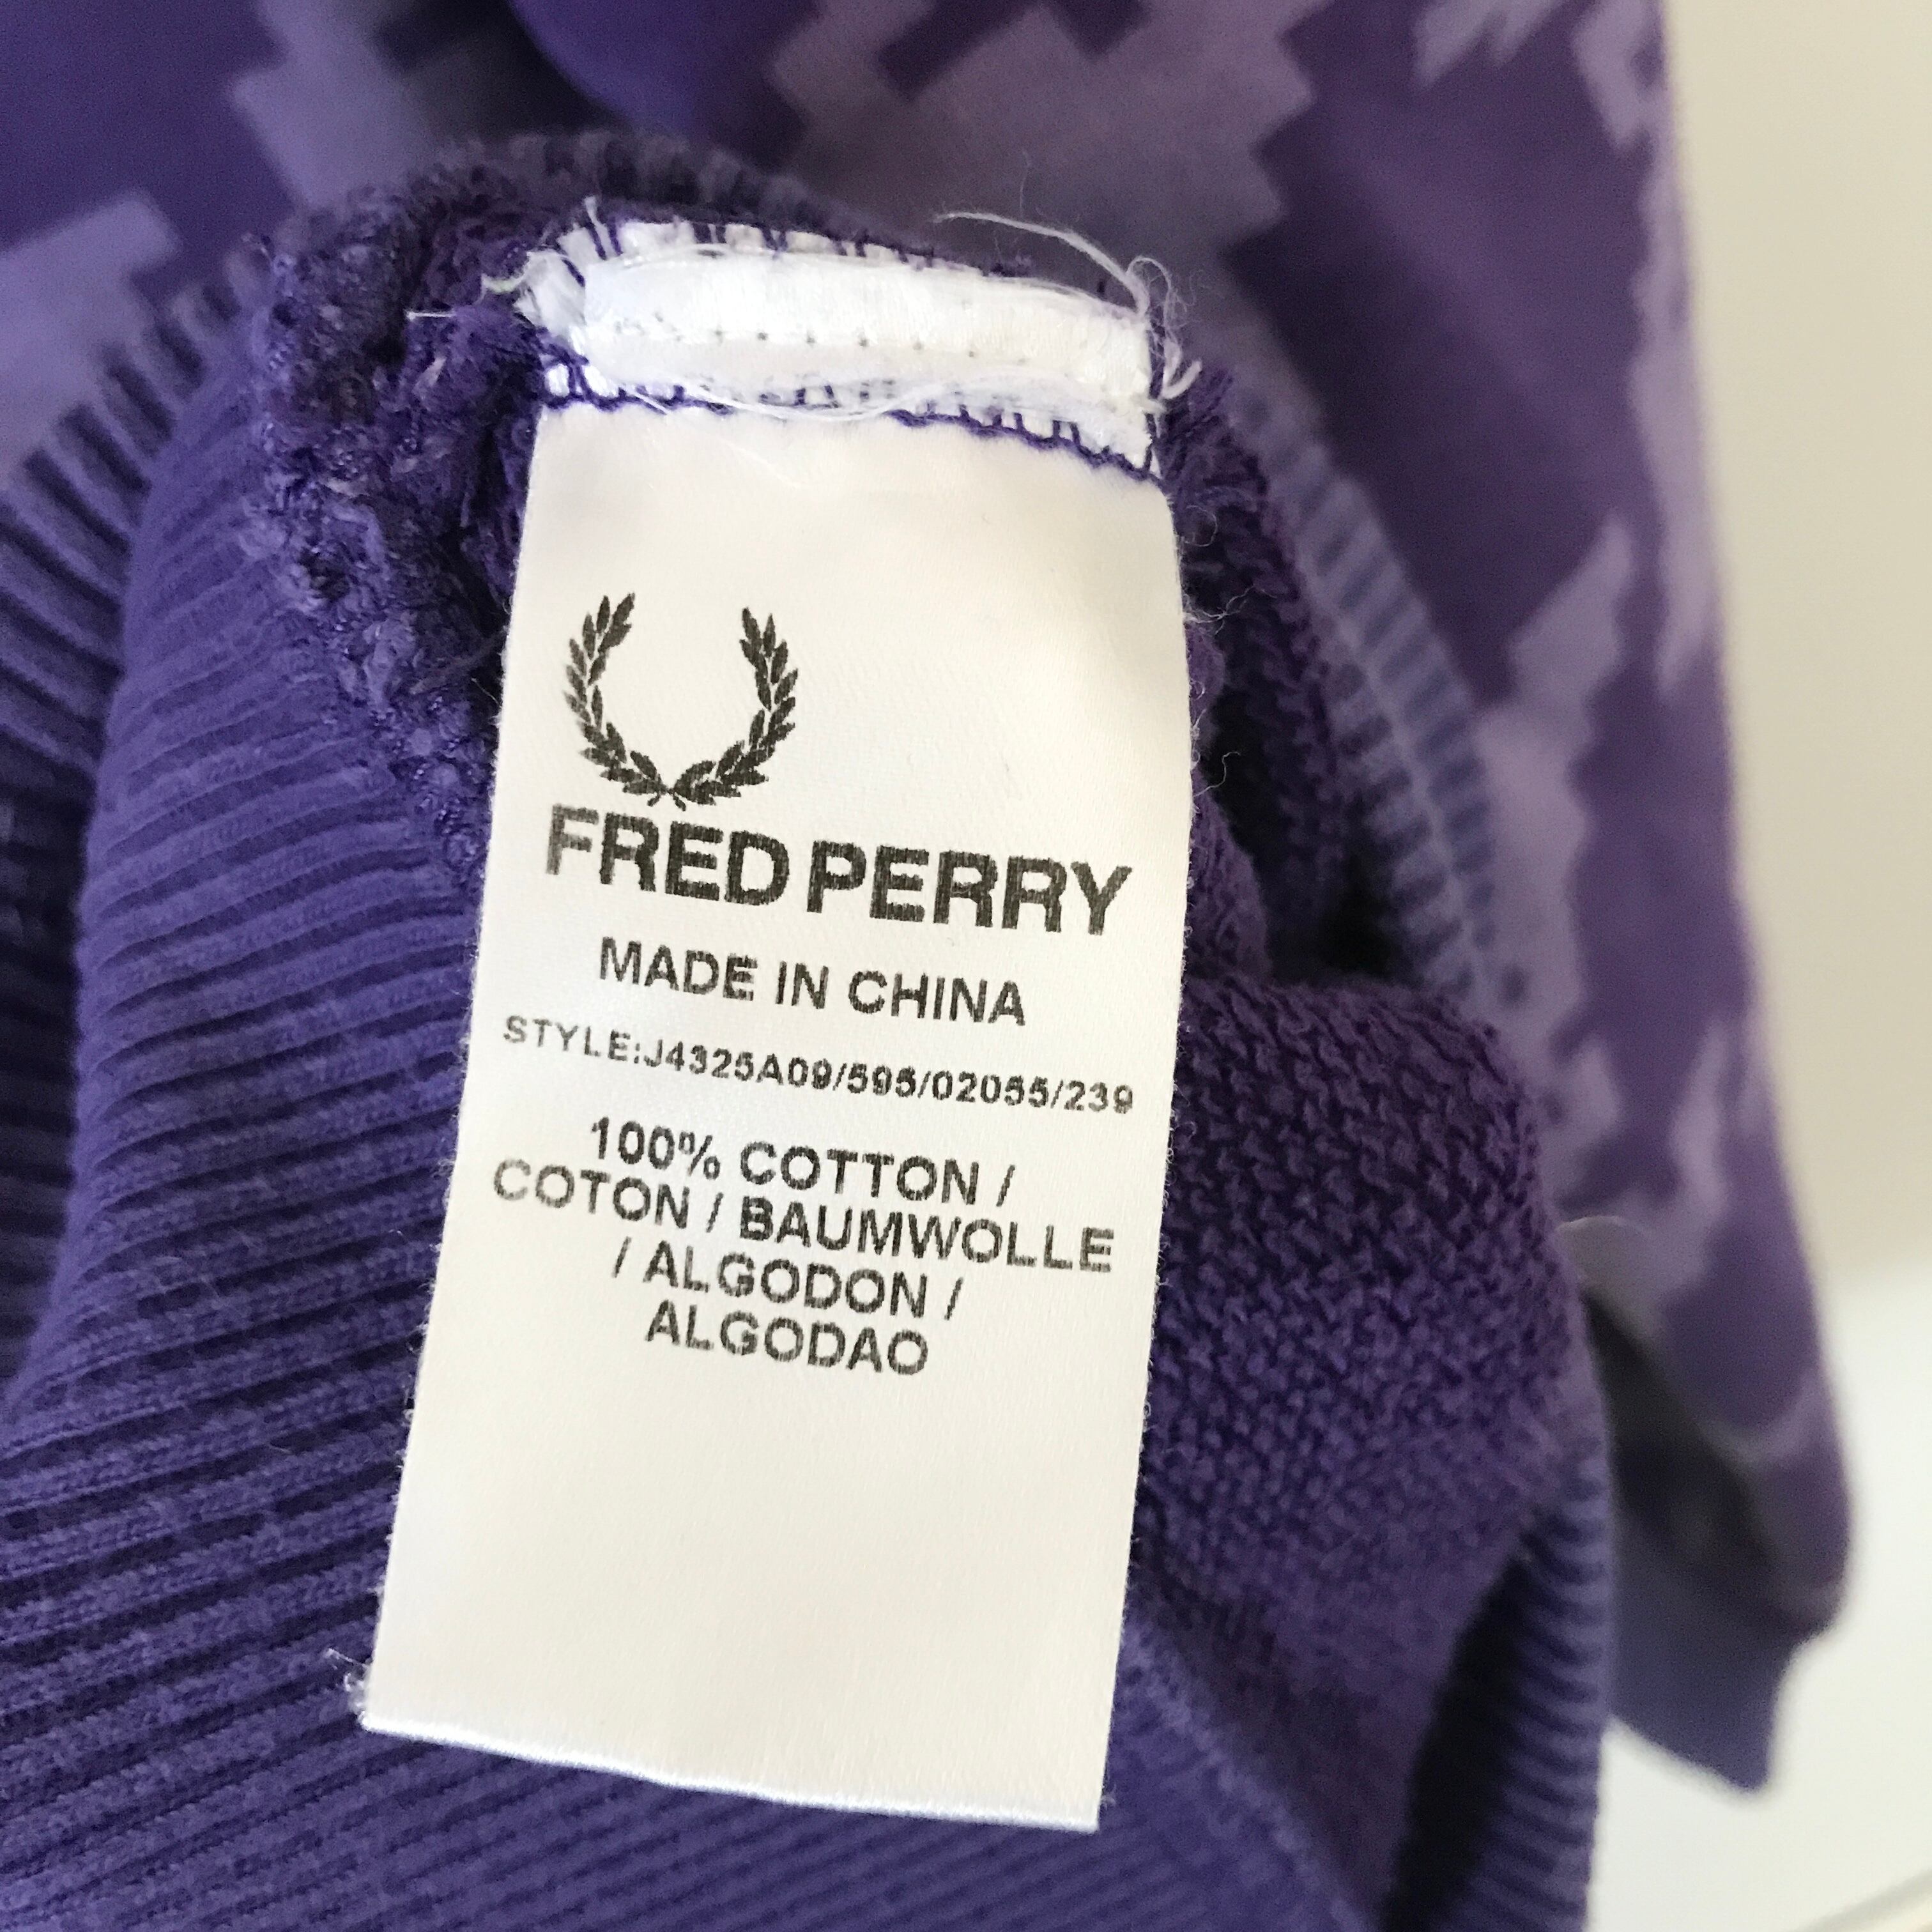 FRED PERRY
MADE IN CHINA
STYLE:J4325A09/595/02055/239
100% COTTON /
COTON / BAUMWOLLE
/ ALGODON /
ALGODAO